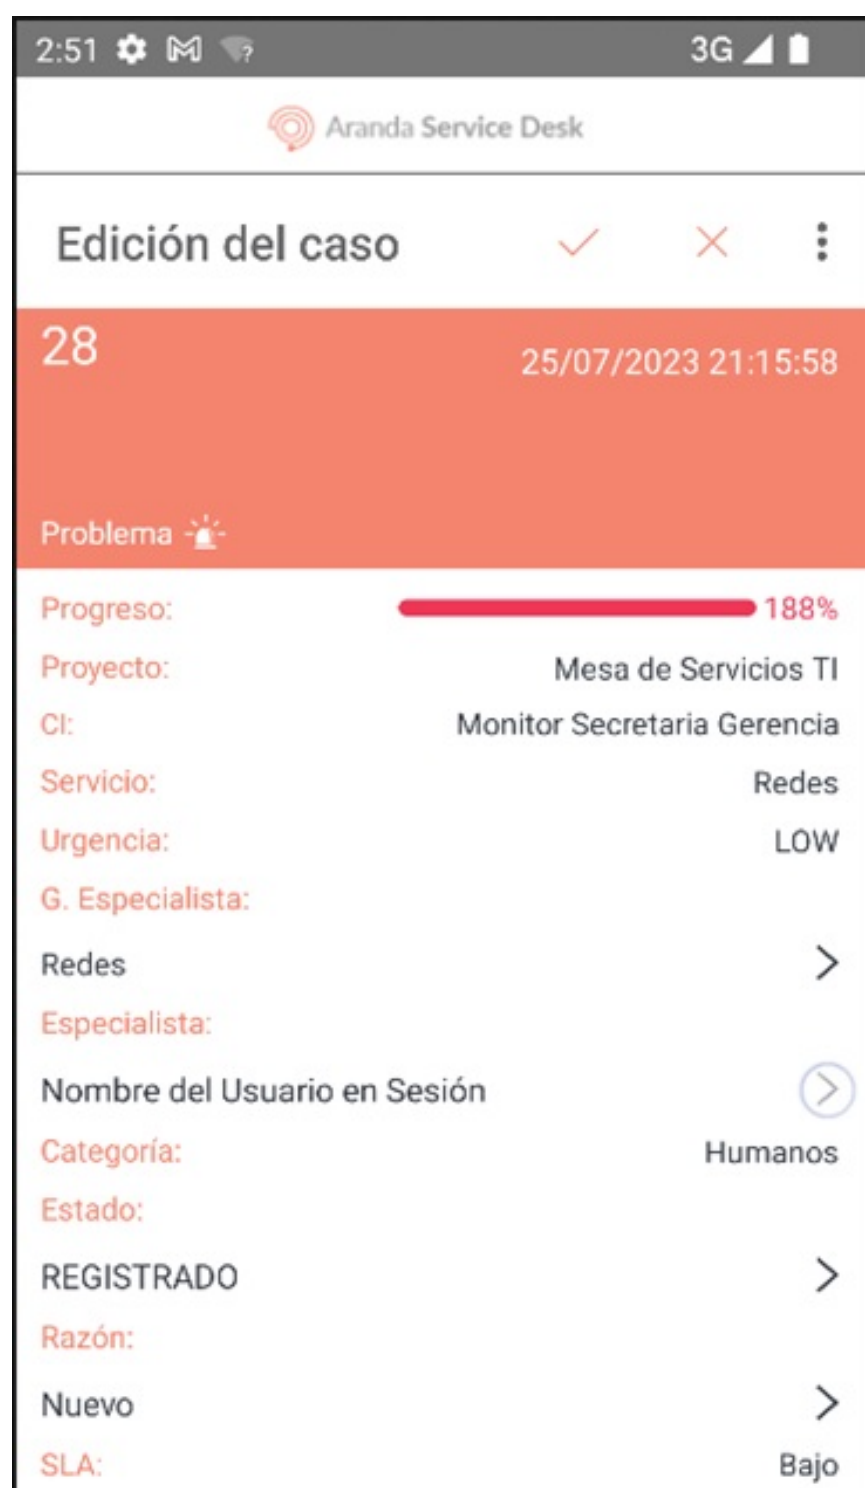 2:51 3G
Aranda Service Desk
Edición del caso
28 25/07/2023 21:15:58
Problema
Progreso: 188%
Proyecto: Mesa de Servicios TI
CI: Monitor Secretaria Gerencia
Servicio: Redes
Urgencia: LOW
G. Especialista:
Redes
Especialista:
Nombre del Usuario en Sesión
Categoría: Humanos
Estado:
REGISTRADO
Razón:
Nuevo
SLA: Bajo